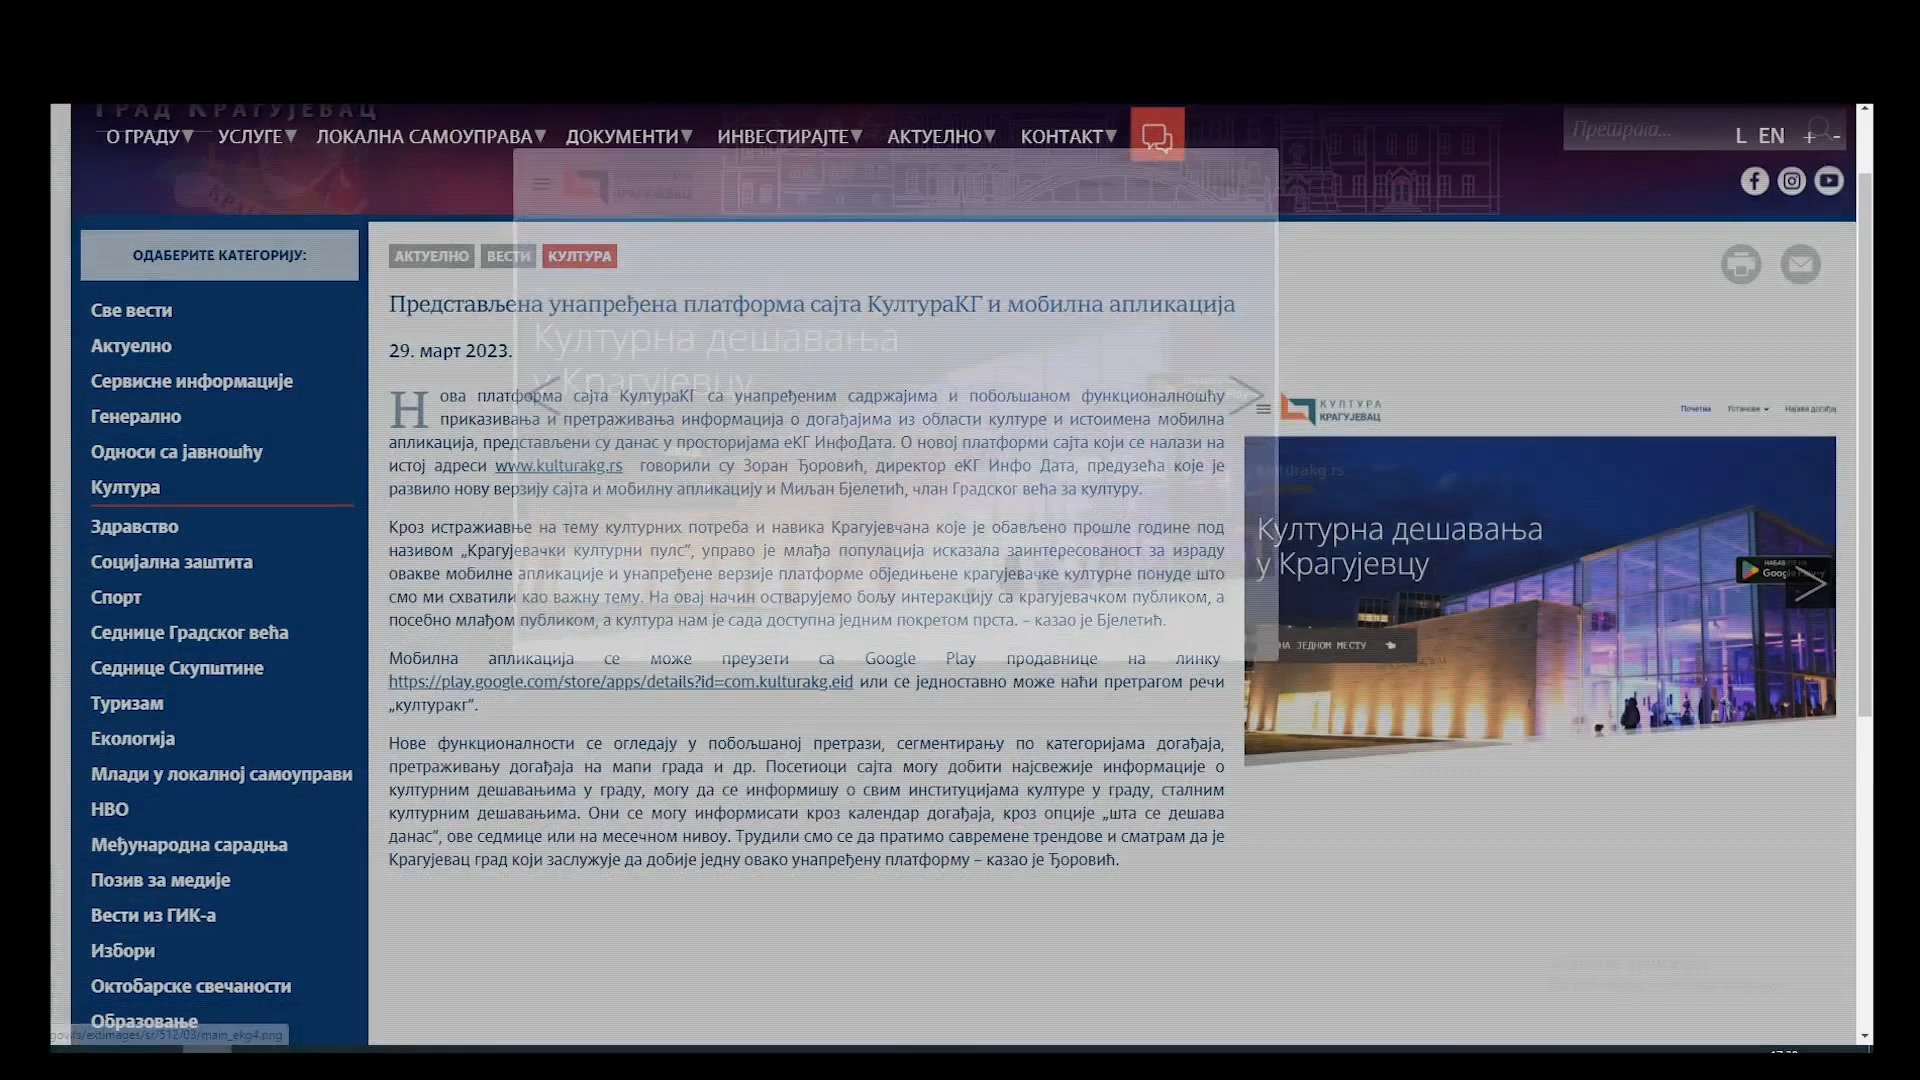 ГРАД КРАГУЈЕВАЦ
О ГРАДУ▼ УСЛУГЕ▼ ЛОКАЛНА САМОУПРАВА▼ ДОКУМЕНТИ▼ ИНВЕСТИРАЈТЕ▼ АКТУЕЛНО▼ КОНТАКТ▼
Претрага...
L EN + -
ОДАБЕРИТЕ КАТЕГОРИЈУ:
Све вести
Актуелно
Сервисне информације
Генерално
Односи са јавношћу
Култура
Здравство
Социјална заштита
Спорт
Седнице Градског већа
Седнице Скупштине
Туризам
Екологија
Млади у локалној самоуправи
НВО
Међународна сарадња
Позив за медије
Вести из ГИК-а
Избори
Октобарске свечаности
Образовање
АКТУЕЛНО ВЕСТИ КУЛТУРА
Представљена унапређена платформа сајта КултураКГ и мобилна апликација
29. март 2023.
Нова платформа сајта КултураКГ са унапређеним садржајима и побољшаном функционалношћу
приказивања и претраживања информација о догађајима из области културе и истоимена мобилна
апликација, представљени су данас у просторијама еКГ ИнфоДата. О новој платформи сајта који се налази на
истој адреси www.kulturakg.rs говорили су Зоран Ђоровић, директор еКГ Инфо Дата, предузећа које је
развило нову верзију сајта и мобилну апликацију и Миљан Бјелетић, члан Градског већа за културу.
Кроз истражиавње на тему културних потреба и навика Крагујевчана које је обављено прошле године под
називом „Крагујевачки културни пулс“, управо је млађа популација исказала заинтересованост за израду
овакве мобилне апликације и унапређене верзије платформе обједињене крагујевачке културне понуде што
смо ми схватили као важну тему. На овај начин остварујемо бољу интеракцију са крагујевачком публиком, а
посебно млађом публиком, а култура нам је сада доступна једним покретом прста. – казао је Бјелетић.
Мобилна апликација се може преузети са Google Play продавнице на линку
https://play.google.com/store/apps/details?id=com.kulturakg.eid или се једноставно може наћи претрагом речи
„културакг“.
Нове функционалности се огледају у побољшаној претрази, сегментирању по категоријама догађаја,
претраживању догађаја на мапи града и др. Посетиоци сајта могу добити најсвежије информације о
културним дешавањима у граду, могу да се информишу о свим институцијама културе у граду, сталним
културним дешавањима. Они се могу информисати кроз календар догађаја, кроз опције „шта се дешава
данас“, ове седмице или на месечном нивоу. Трудили смо се да пратимо савремене трендове и сматрам да је
Крагујевац град који заслужује да добије једну овако унапређену платформу – казао је Ђоровић.
Културна дешавања
у Крагујевцу
КУЛТУРА
КРАГУЈЕВАЦ
Почетна Установе Најава догађај
kulturakg.rs
Културна дешавања
у Крагујевцу
НА ЈЕДНОМ МЕСТУ